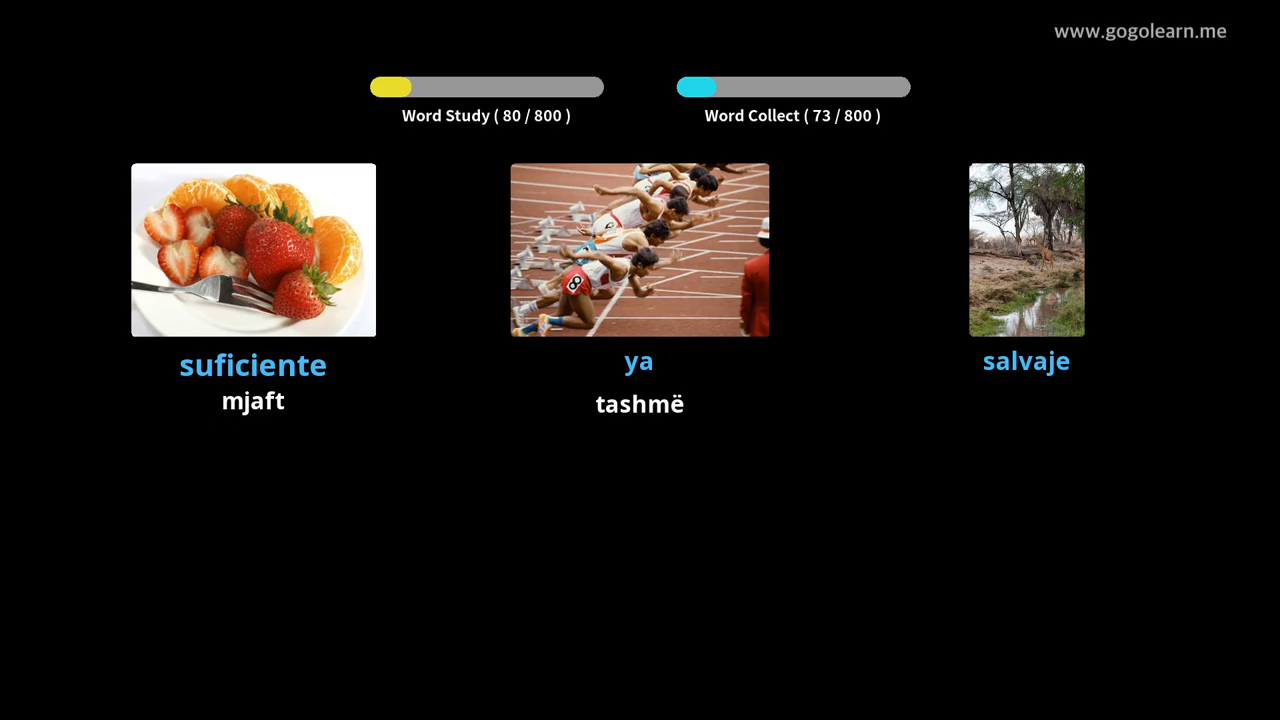 www.gogolearn.me
Word Study ( 80 / 800 )
Word Collect ( 73 / 800 )
suficiente
mjaft
ya
tashmë
salvaje